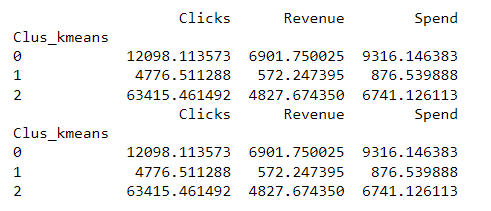 Clicks Revenue Spend
Clus_kmeans
0 12098.113573 6901.750025 9316.146383
1 4776.511288 572.247395 876.539888
2 63415.461492 4827.674350 6741.126113
Clicks Revenue Spend
Clus_kmeans
0 12098.113573 6901.750025 9316.146383
1 4776.511288 572.247395 876.539888
2 63415.461492 4827.674350 6741.126113